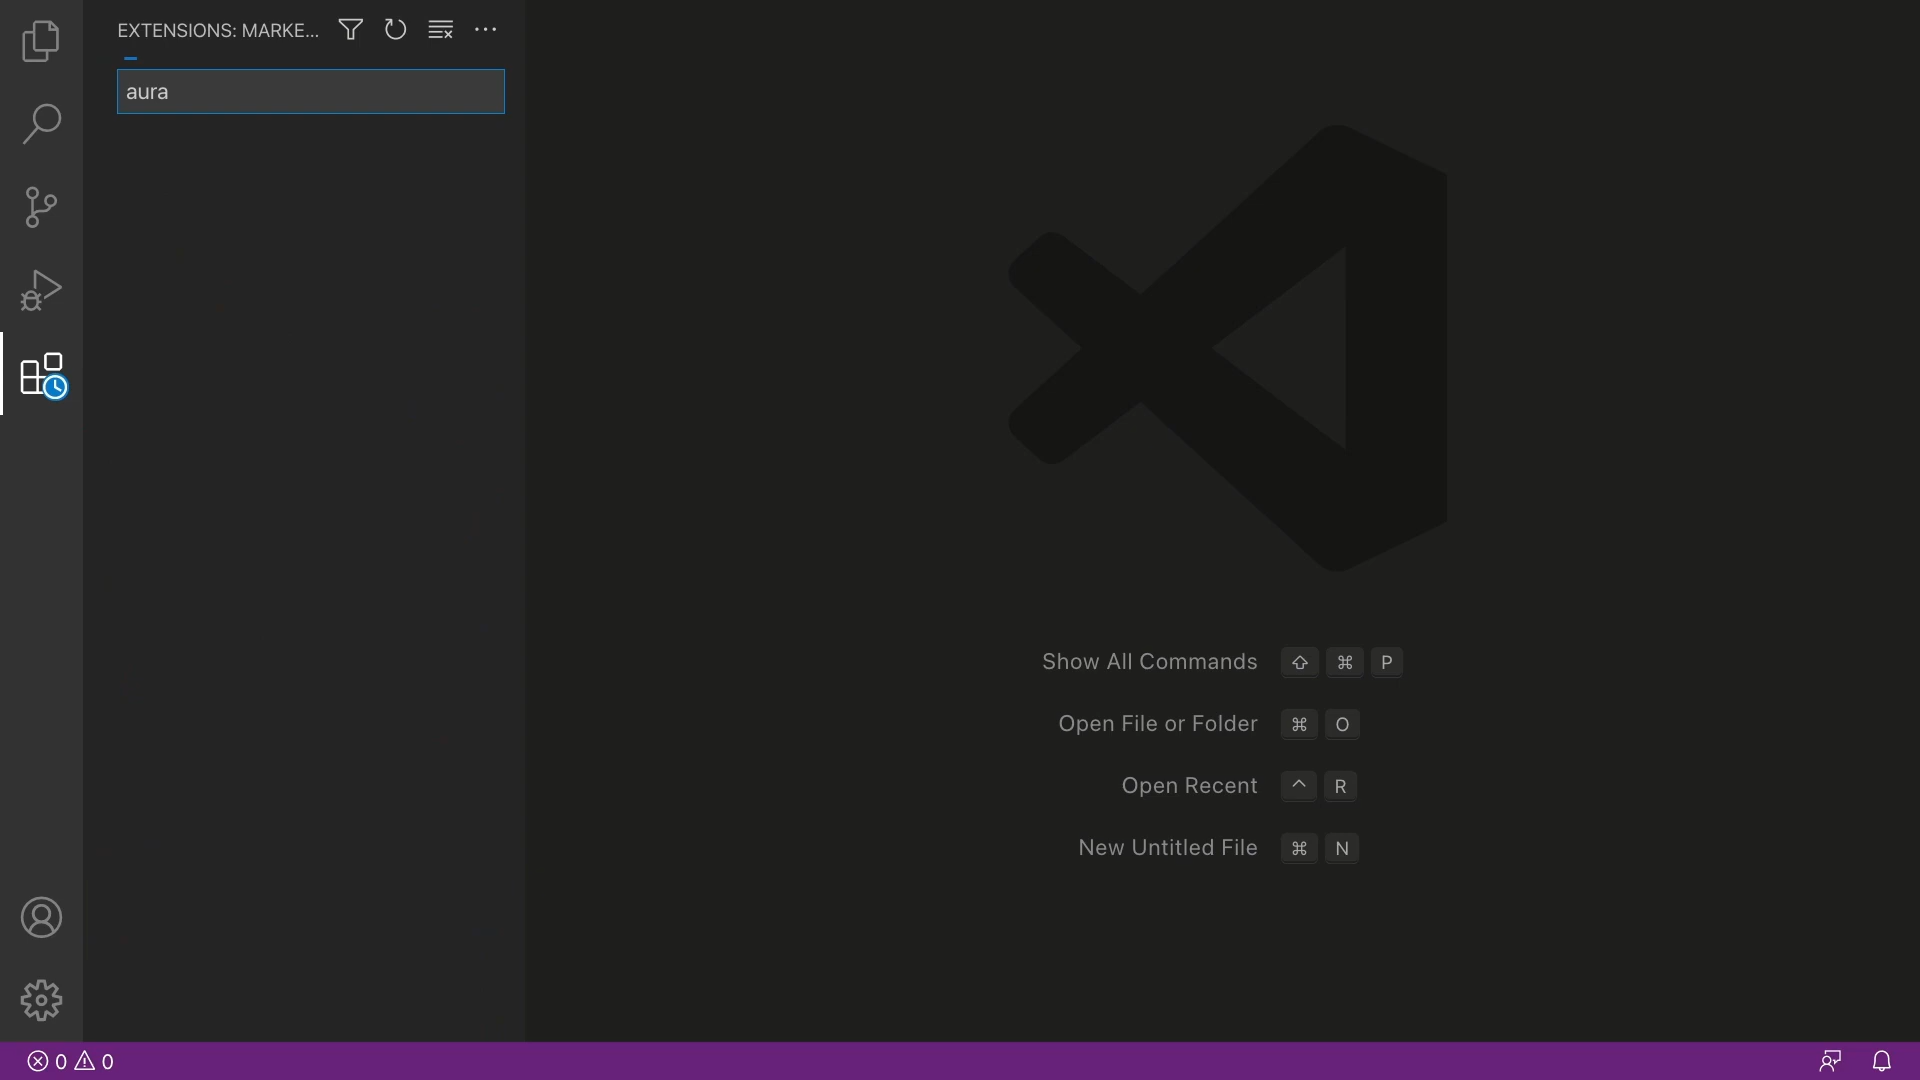 EXTENSIONS: MARKE...
aura
Show All Commands ⇧ ⌘ P
Open File or Folder ⌘ O
Open Recent ^ R
New Untitled File ⌘ N
0 0